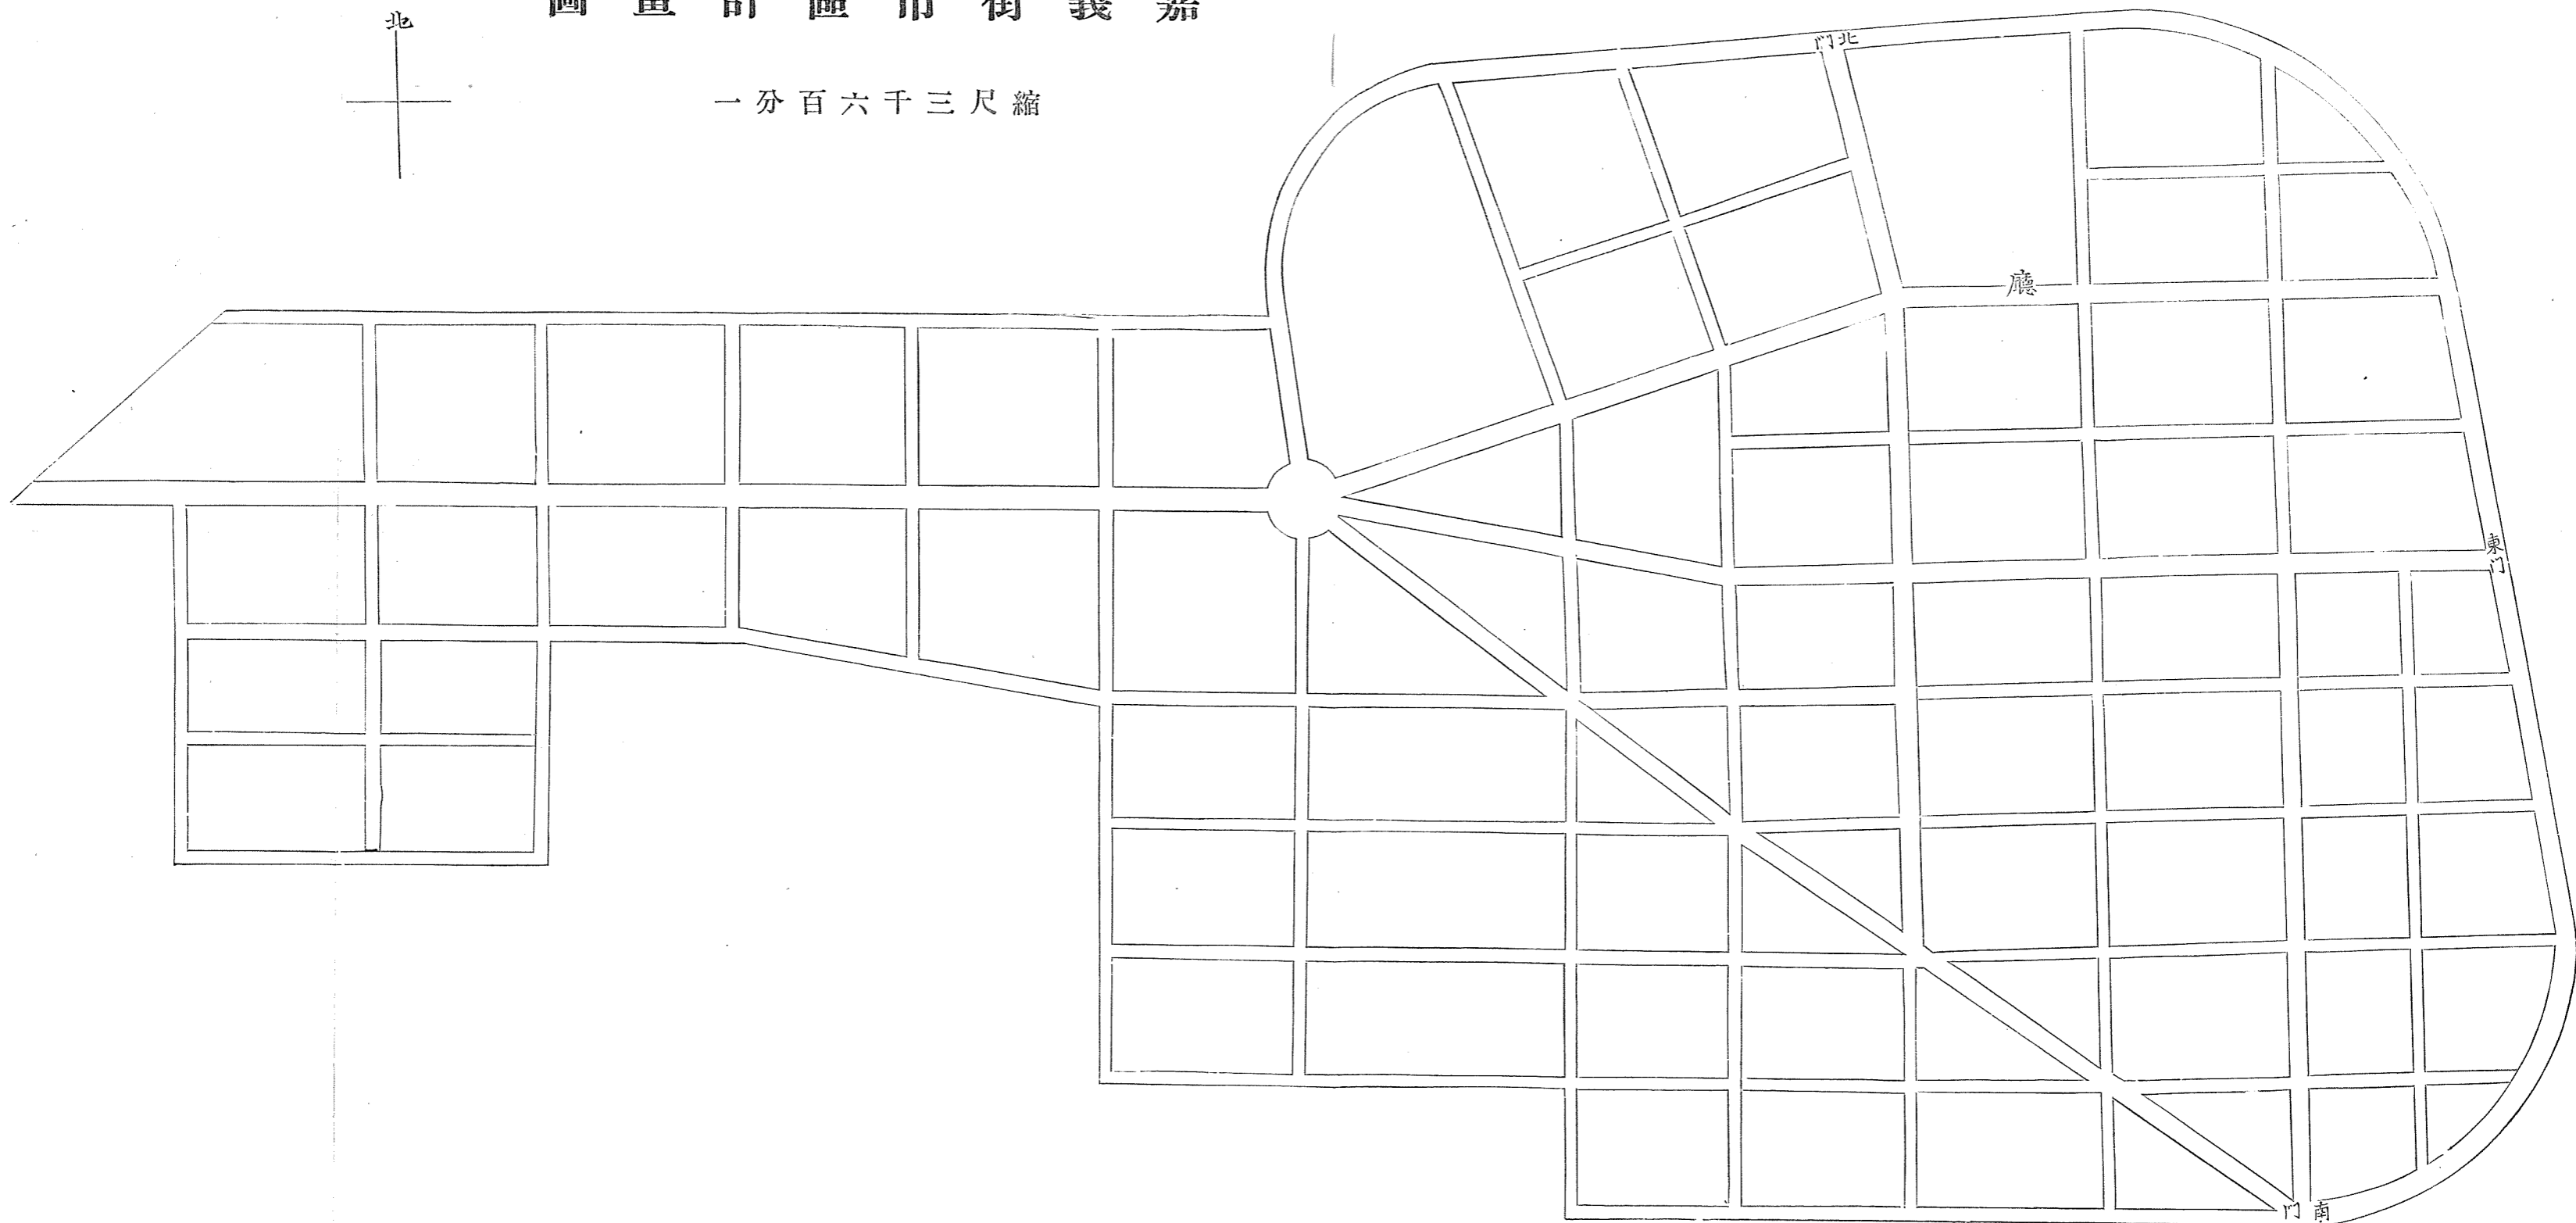 嘉義街市區計畫圖
北
縮尺三千六百分一
北門
廳
東門
南門